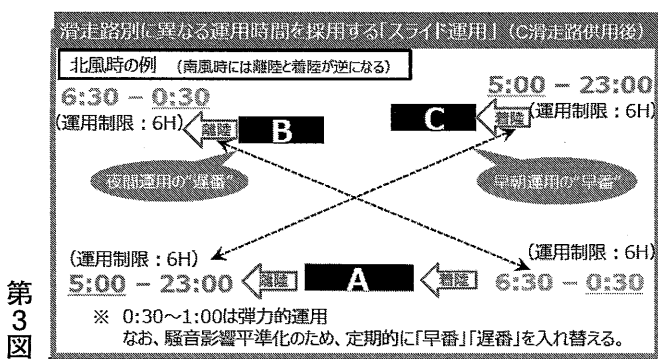 滑走路別に異なる運用時間を採用する「スライド運用」（C滑走路供用後）
北風時の例 （南風時には離陸と着陸が逆になる）
6:30 – 0:30
（運用制限：6H）
離陸
B
C
着陸
5:00 – 23:00
（運用制限：6H）
夜間運用の“遅番”
早朝運用の“早番”
（運用制限：6H）
5:00 – 23:00
離陸
A
着陸
（運用制限：6H）
6:30 – 0:30
※ 0:30～1:00は弾力的運用
なお、騒音影響平準化のため、定期的に「早番」「遅番」を入れ替える。
第3図